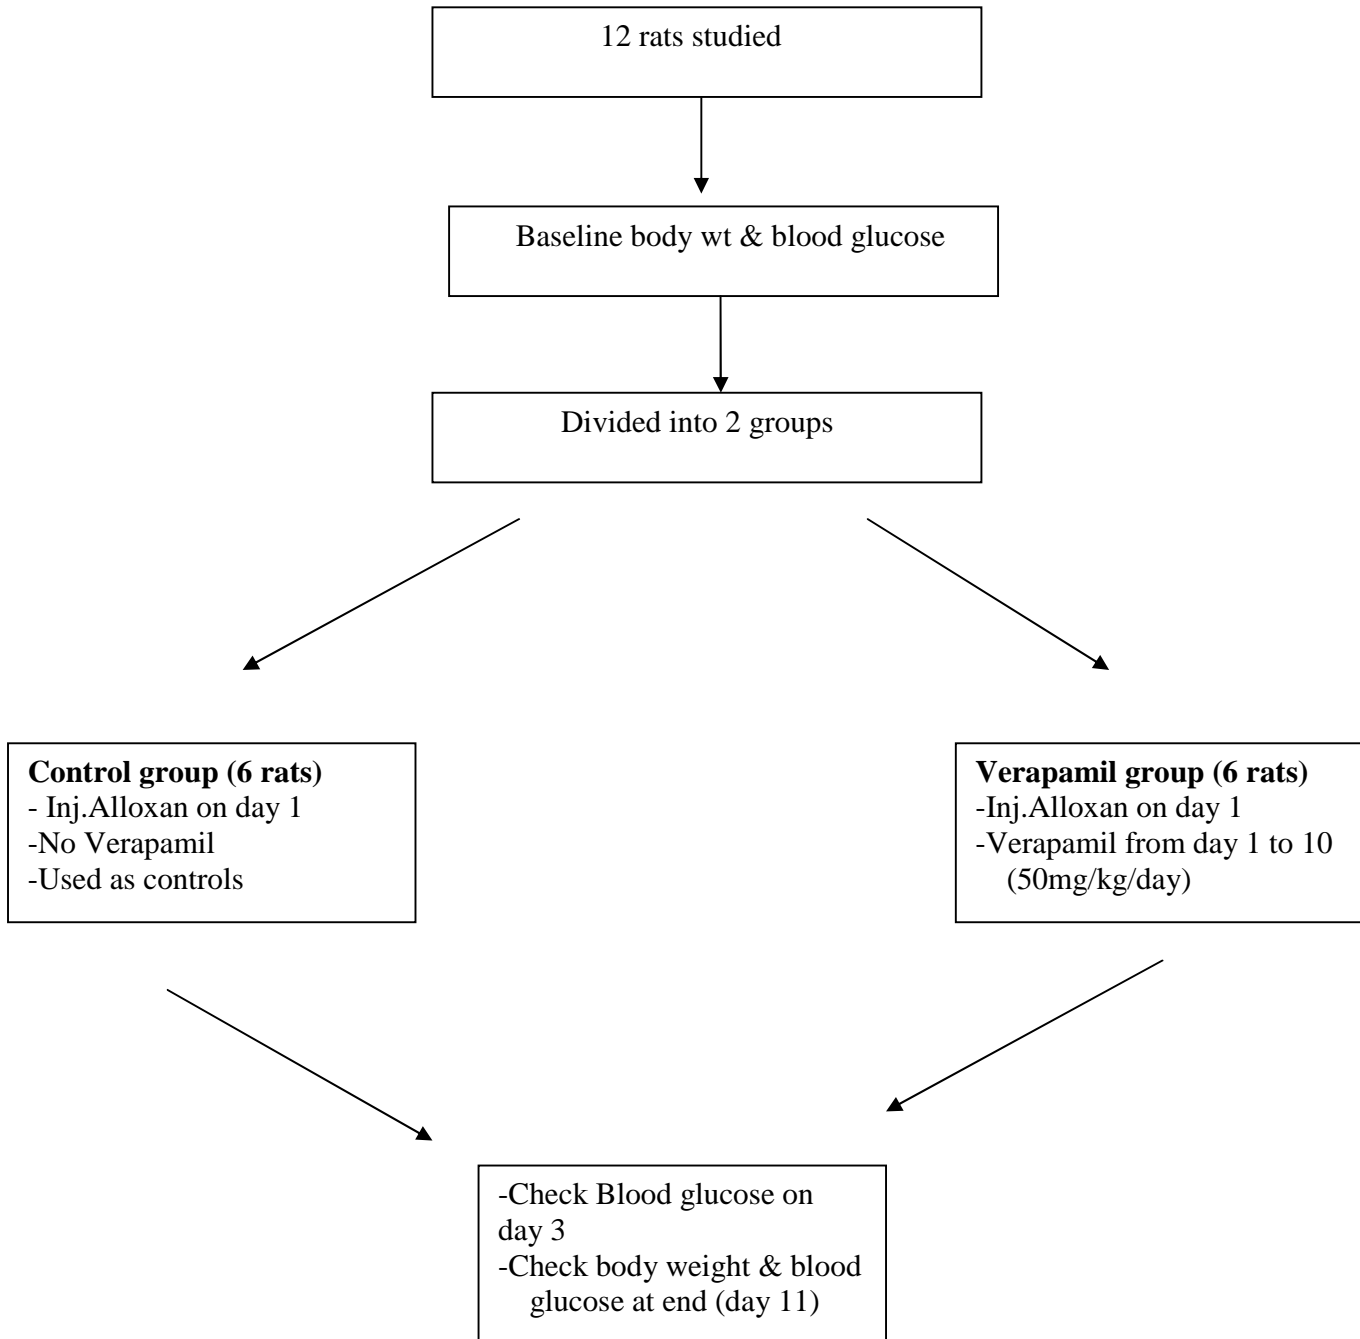 12 rats studied
Baseline body wt & blood glucose
Divided into 2 groups
Control group (6 rats)
- Inj.Alloxan on day 1
-No Verapamil
-Used as controls
Verapamil group (6 rats)
-Inj.Alloxan on day 1
-Verapamil from day 1 to 10
(50mg/kg/day)
-Check Blood glucose on
day 3
-Check body weight & blood
glucose at end (day 11)